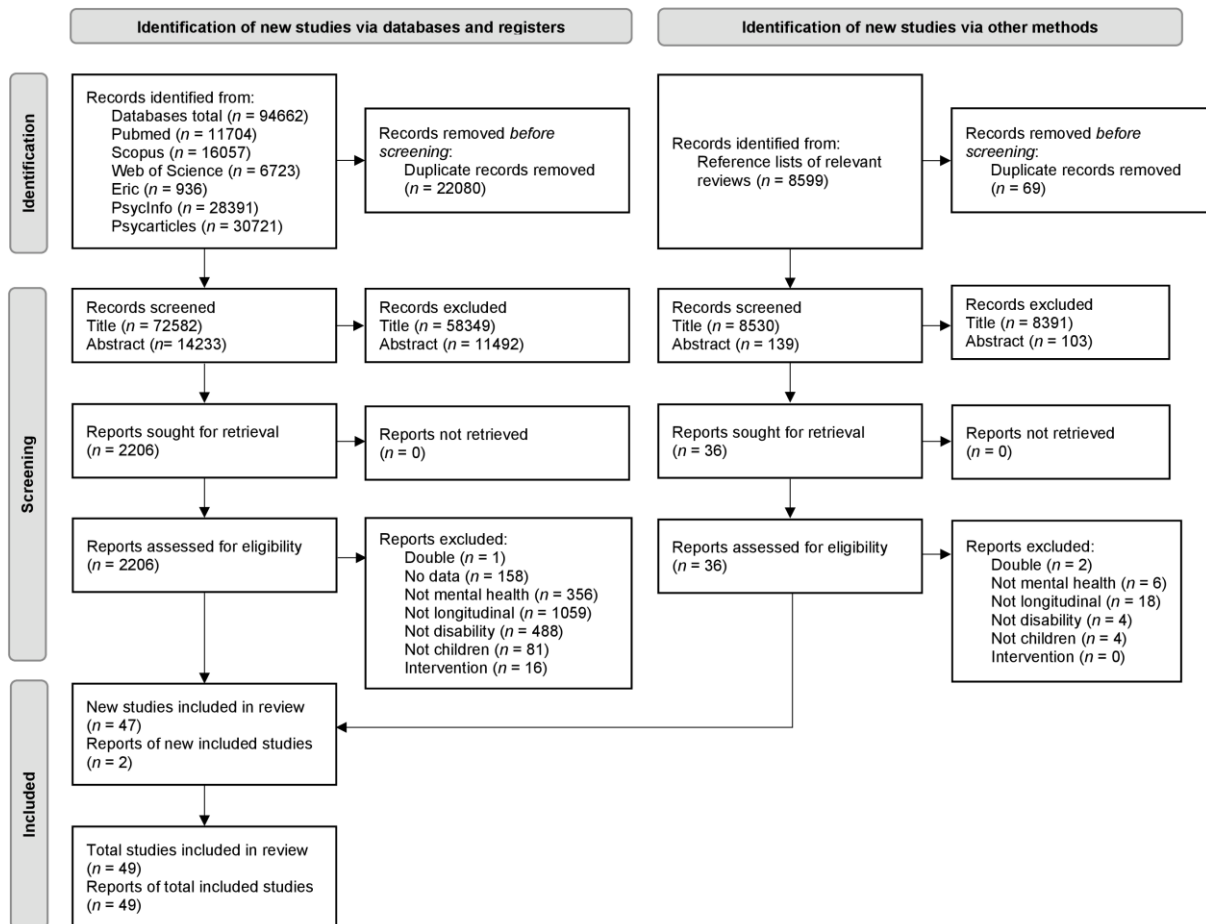 Identification of new studies via databases and registers
Identification of new studies via other methods
Identification
Records identified from:
Databases total (n = 94662)
Pubmed (n = 11704)
Scopus (n = 16057)
Web of Science (n = 6723)
Eric (n = 936)
PsycInfo (n = 28391)
Psycarticles (n = 30721)
Records removed before
screening:
Duplicate records removed
(n = 22080)
Records identified from:
Reference lists of relevant
reviews (n = 8599)
Records removed before
screening:
Duplicate records removed
(n = 69)
Screening
Records screened
Title (n = 72582)
Abstract (n= 14233)
Records excluded
Title (n = 58349)
Abstract (n = 11492)
Records screened
Title (n = 8530)
Abstract (n = 139)
Records excluded
Title (n = 8391)
Abstract (n = 103)
Reports sought for retrieval
(n = 2206)
Reports not retrieved
(n = 0)
Reports sought for retrieval
(n = 36)
Reports not retrieved
(n = 0)
Reports assessed for eligibility
(n = 2206)
Reports excluded:
Double (n = 1)
No data (n = 158)
Not mental health (n = 356)
Not longitudinal (n = 1059)
Not disability (n = 488)
Not children (n = 81)
Intervention (n = 16)
Reports assessed for eligibility
(n = 36)
Reports excluded:
Double (n = 2)
Not mental health (n = 6)
Not longitudinal (n = 18)
Not disability (n = 4)
Not children (n = 4)
Intervention (n = 0)
Included
New studies included in review
(n = 47)
Reports of new included studies
(n = 2)
Total studies included in review
(n = 49)
Reports of total included studies
(n = 49)